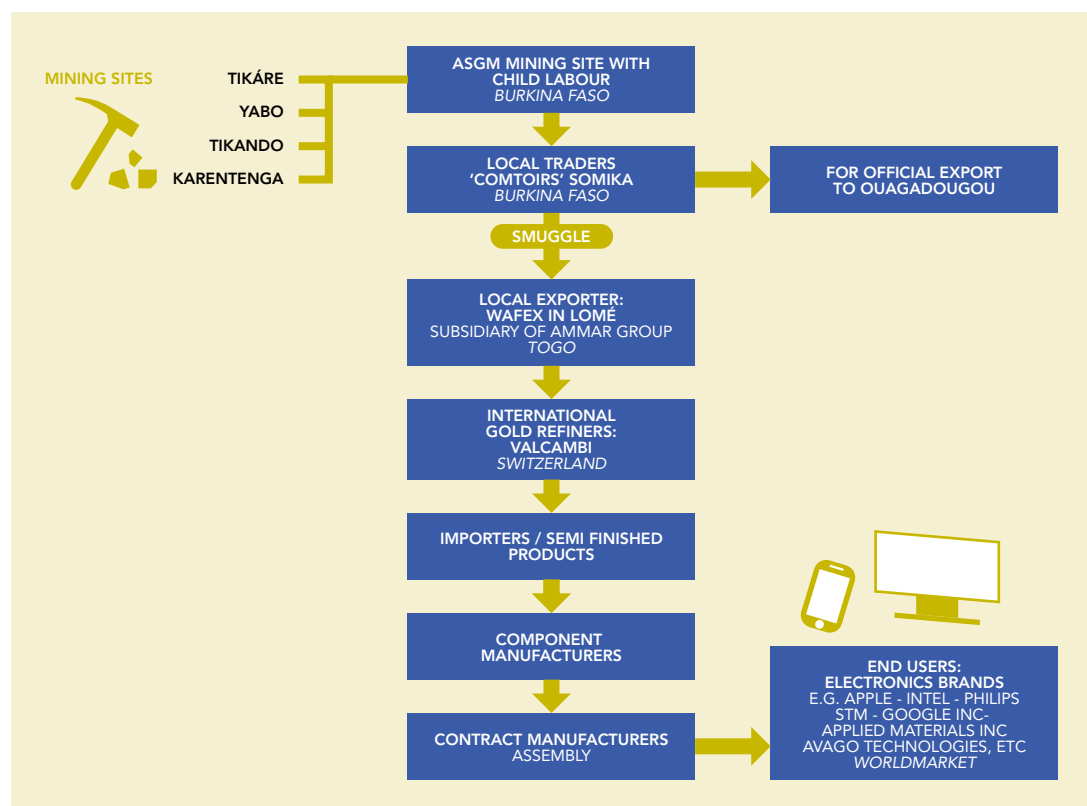 MINING SITES
TIKÁRE
YABO
TIKANDO
KARENTENGA
ASGM MINING SITE WITH
CHILD LABOUR
BURKINA FASO
LOCAL TRADERS
'COMTOIRS' SOMIKA
BURKINA FASO
FOR OFFICIAL EXPORT
TO OUAGADOUGOU
SMUGGLE
LOCAL EXPORTER:
WAFEX IN LOMÉ
SUBSIDIARY OF AMMAR GROUP
TOGO
INTERNATIONAL
GOLD REFINERS:
VALCAMBI
SWITZERLAND
IMPORTERS / SEMI FINISHED
PRODUCTS
COMPONENT
MANUFACTURERS
CONTRACT MANUFACTURERS
ASSEMBLY
END USERS:
ELECTRONICS BRANDS
E.G. APPLE - INTEL - PHILIPS
STM - GOOGLE INC-
APPLIED MATERIALS INC
AVAGO TECHNOLOGIES, ETC
WORLDMARKET